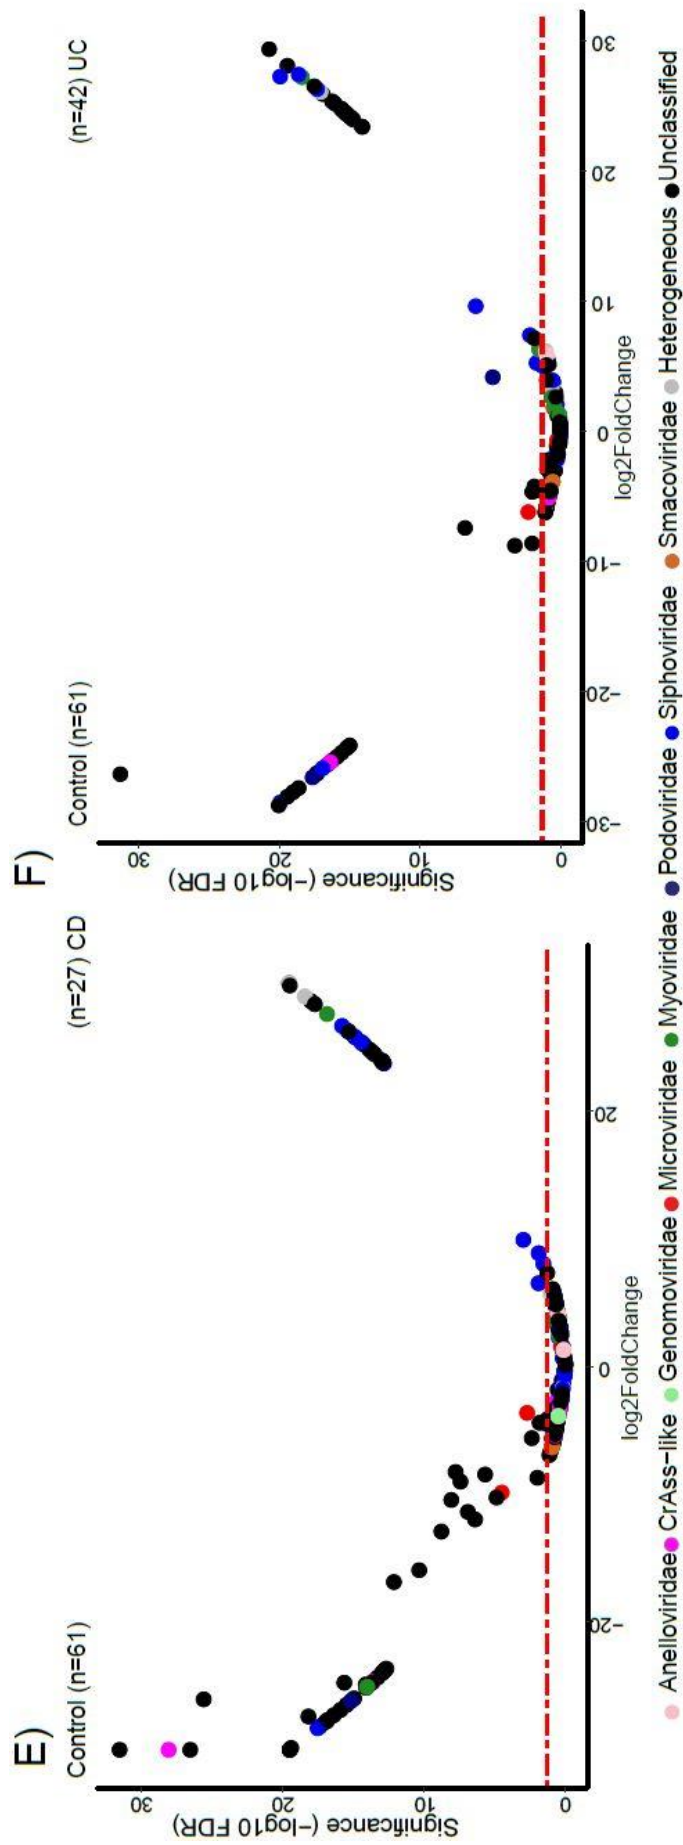 E)
Control (n=61)
(n=27) CD
Significance (-log10 FDR)
30
20
10
0
-20
0
20
log2FoldChange
F)
Control (n=61)
(n=42) UC
Significance (-log10 FDR)
30
20
10
0
-30
-20
-10
0
10
20
30
log2FoldChange
Anelloviridae CrAss-like Genomoviridae Microviridae Myoviridae Podoviridae Siphoviridae Smacoviridae Heterogeneous Unclassified